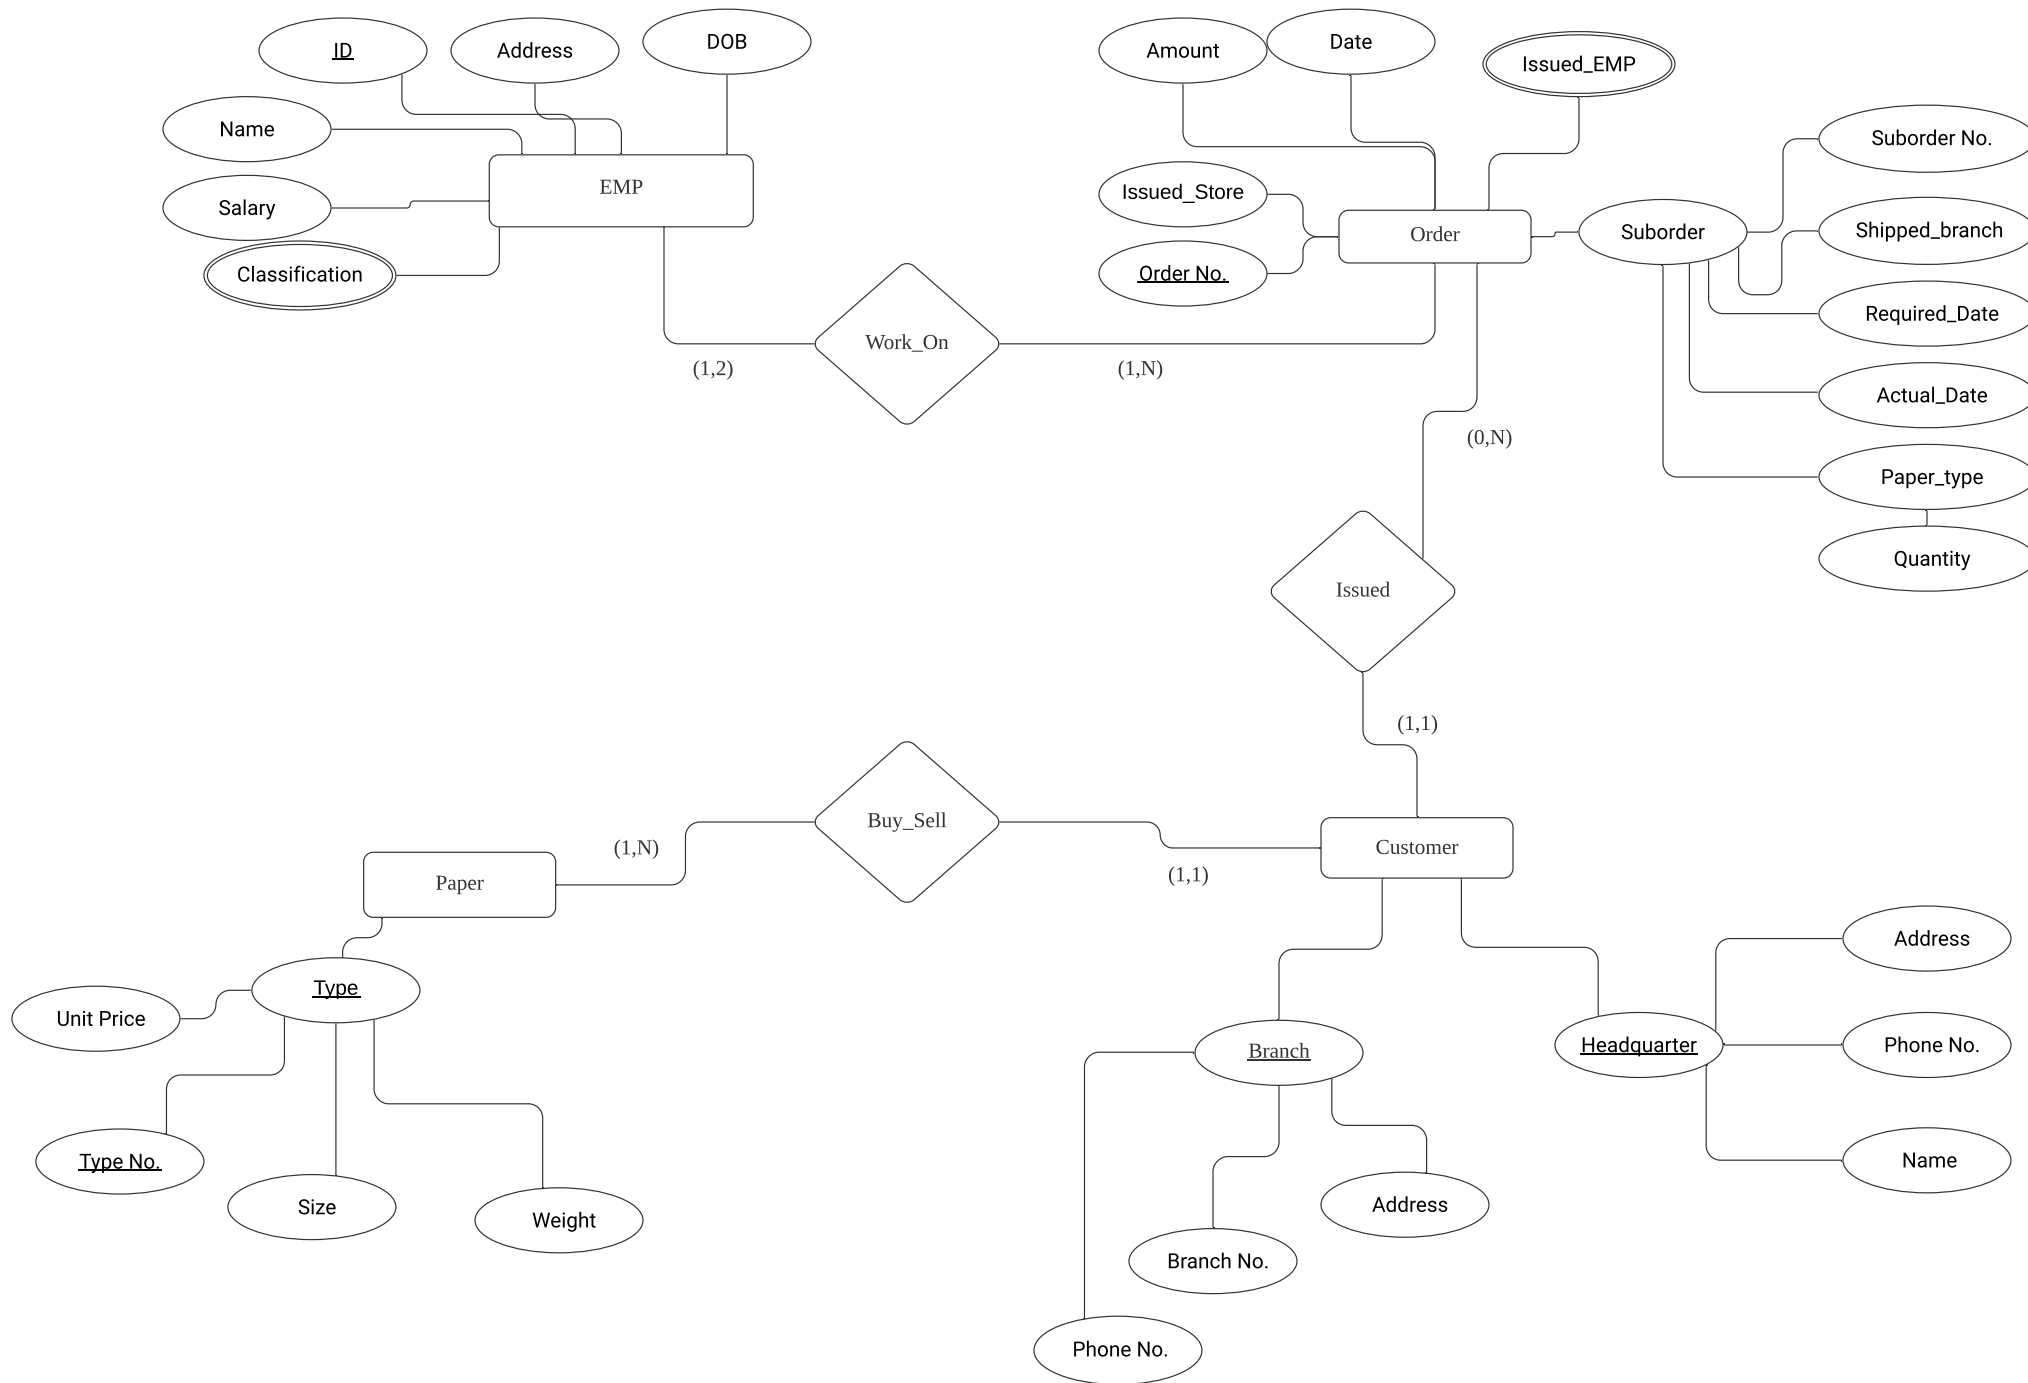 ID
Address
DOB
Name
Salary
Classification
EMP
Amount
Date
Issued_EMP
Issued_Store
Order No.
Order
Suborder
Suborder No.
Shipped_branch
Required_Date
Actual_Date
Paper_type
Quantity
Work_On
(1,2)
(1,N)
(0,N)
Issued
(1,1)
Buy_Sell
(1,N)
(1,1)
Paper
Customer
Type
Unit Price
Type No.
Size
Weight
Branch
Phone No.
Branch No.
Address
Headquarter
Address
Phone No.
Name